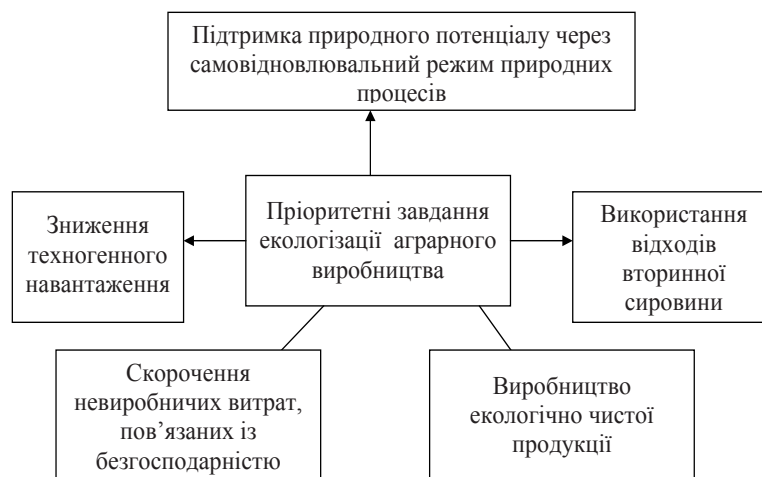 Підтримка природного потенціалу через
самовідновлювальний режим природних
процесів
Зниження
техногенного
навантаження
Пріоритетні завдання
екологізації аграрного
виробництва
Використання
відходів
вторинної
сировини
Скорочення
невиробничих витрат,
пов’язаних із
безгосподарністю
Виробництво
екологічно чистої
продукції